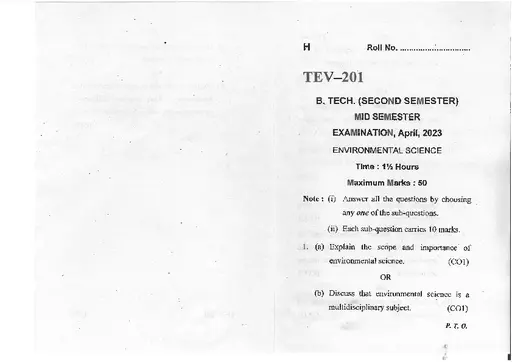 H Roll No. ..............................
TEV–201
B. TECH. (SECOND SEMESTER)
MID SEMESTER
EXAMINATION, April, 2023
ENVIRONMENTAL SCIENCE
Time : 1½ Hours
Maximum Marks : 50
Note : (i) Answer all the questions by choosing
any one of the sub-questions.
(ii) Each sub-question carries 10 marks.
1. (a) Explain the scope and importance of
environmental science. (CO1)
OR
(b) Discuss that environmental science is a
multidisciplinary subject. (CO1)
P. T. O.